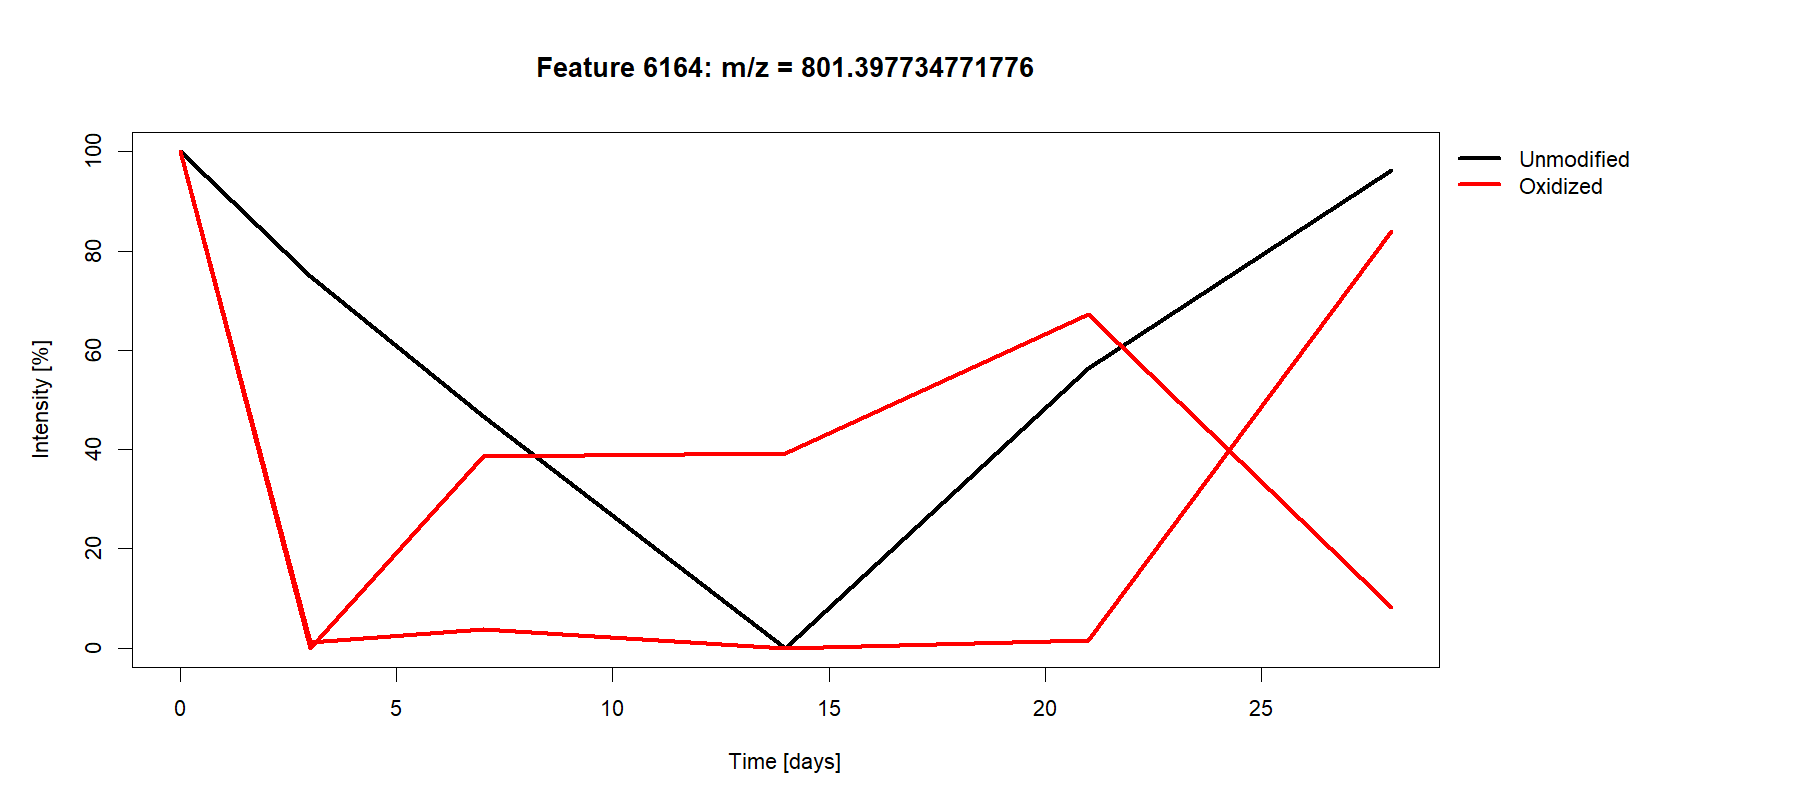 Feature 6164: m/z = 801.397734771776
Unmodified
Oxidized
Intensity [%]
100
80
60
40
20
0
0 5 10 15 20 25
Time [days]